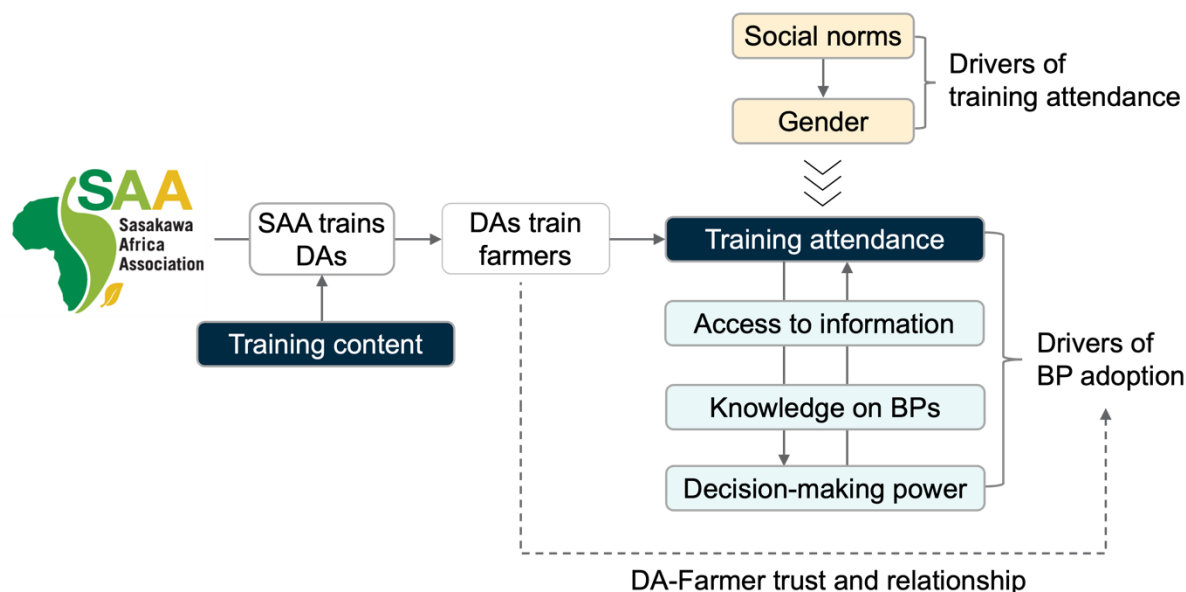 Social norms
Gender
Drivers of
training attendance
SAA
Sasakawa
Africa
Association
SAA trains
DAs
DAs train
farmers
Training attendance
Training content
Access to information
Knowledge on BPs
Decision-making power
Drivers of
BP adoption
DA-Farmer trust and relationship